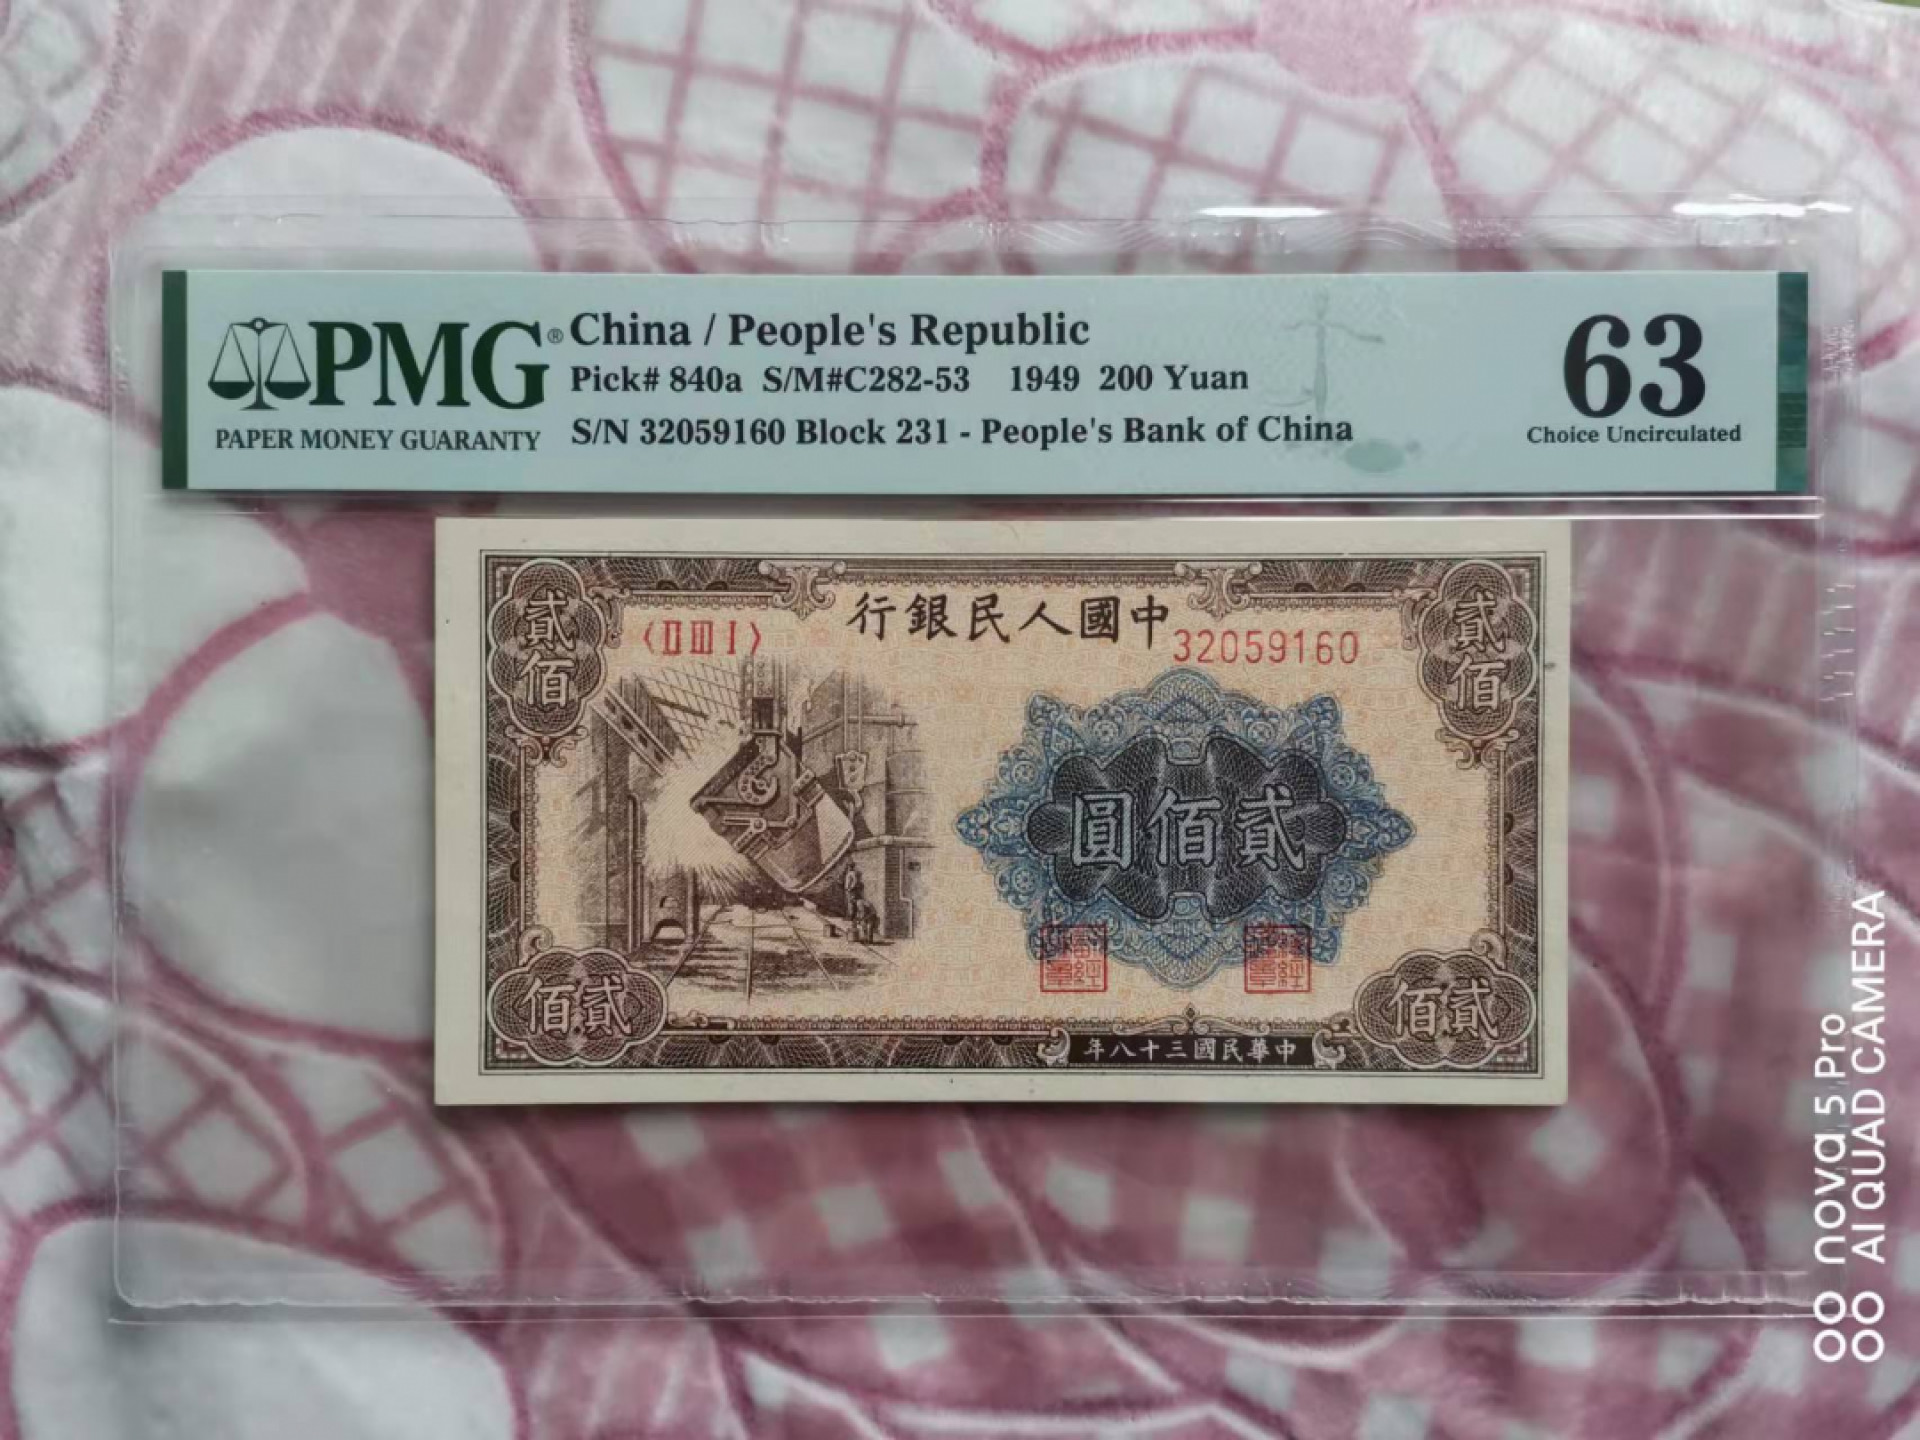 PMG®
PAPER MONEY GUARANTY
China / People's Republic
Pick# 840a S/M#C282-53 1949 200 Yuan
S/N 32059160 Block 231 - People's Bank of China
63
Choice Uncirculated
行銀民人國中
〈II III I〉
32059160
貳佰
貳佰
圓佰貳
佰貳
佰貳
年八十三國民華中
nova 5 Pro
AI QUAD CAMERA